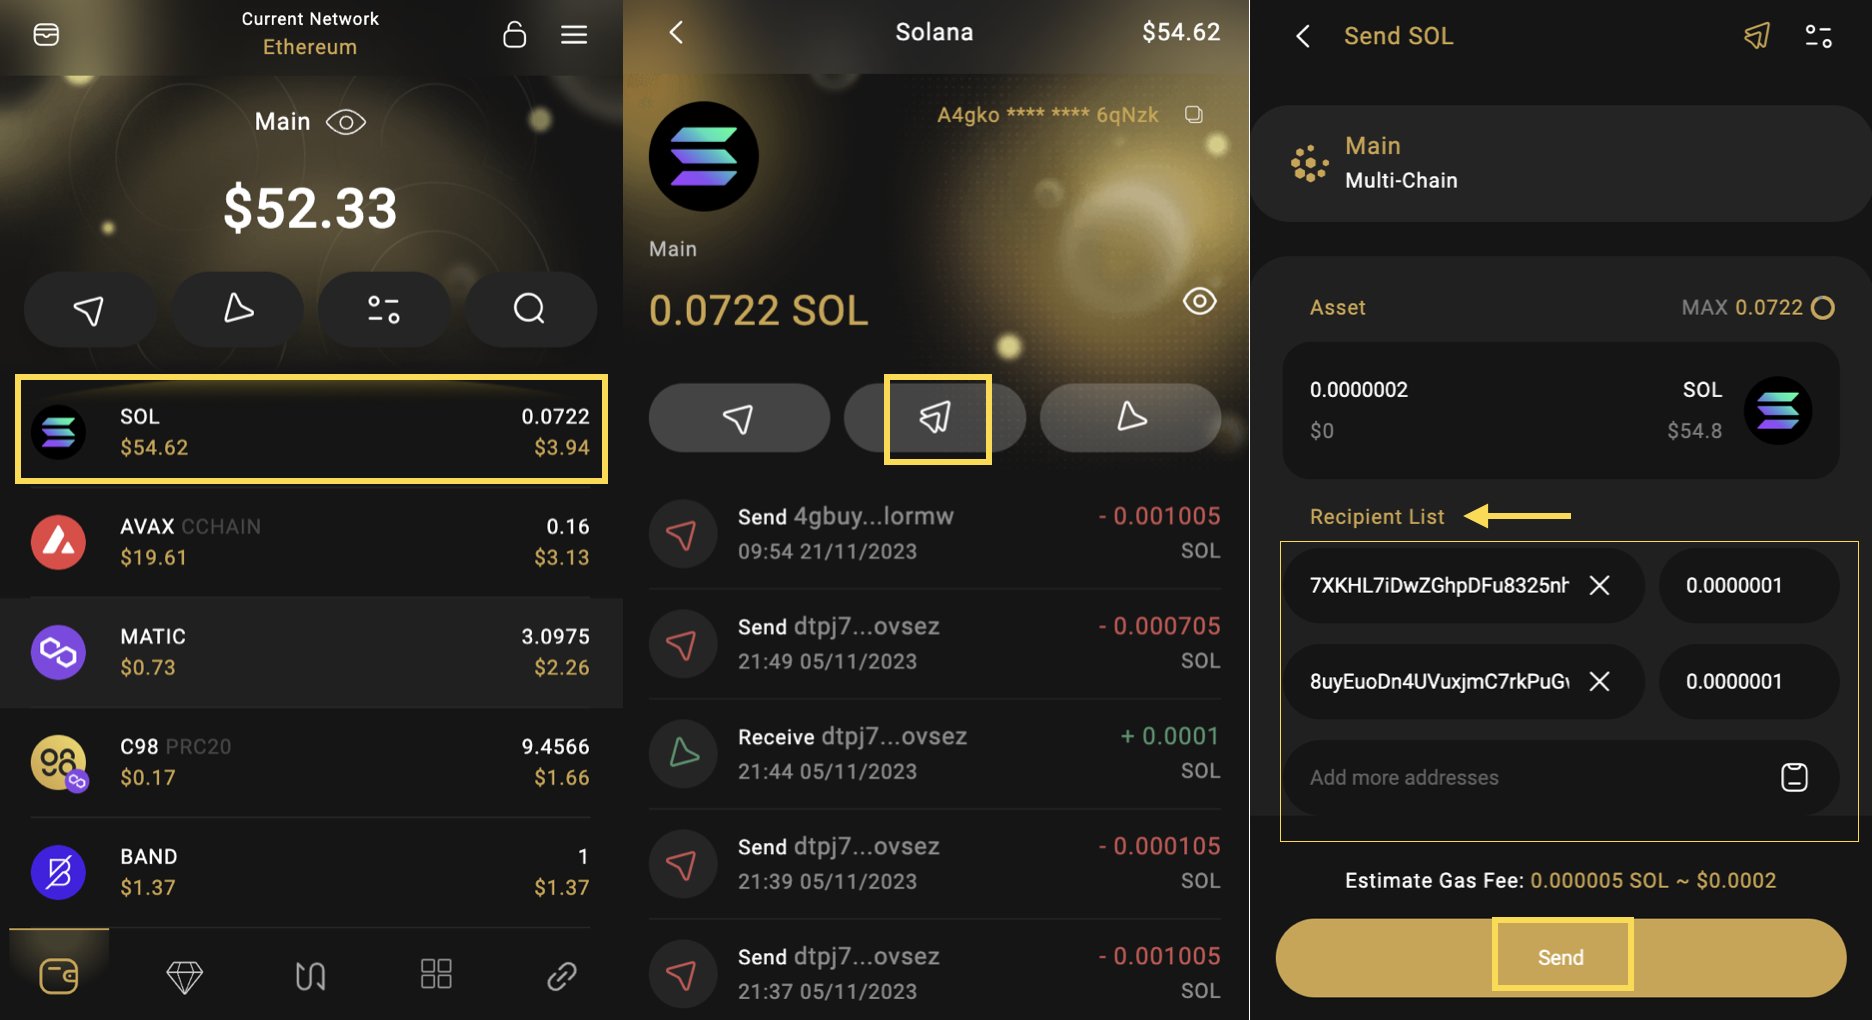 Current Network
Ethereum
Main
$52.33
SOL 0.0722
$54.62 $3.94
AVAX CCHAIN 0.16
$19.61 $3.13
MATIC 3.0975
$0.73 $2.26
C98 PRC20 9.4566
$0.17 $1.66
BAND 1
$1.37 $1.37
Solana $54.62
A4gko **** **** 6qNzk
Main
0.0722 SOL
Send 4gbuy...lormw - 0.001005
09:54 21/11/2023 SOL
Send dtpj7...ovsez - 0.000705
21:49 05/11/2023 SOL
Receive dtpj7...ovsez + 0.0001
21:44 05/11/2023 SOL
Send dtpj7...ovsez - 0.000105
21:39 05/11/2023 SOL
Send dtpj7...ovsez - 0.001005
21:37 05/11/2023 SOL
Send SOL
Main
Multi-Chain
Asset MAX 0.0722
0.0000002 SOL
$0 $54.8
Recipient List
7XKHL7iDwZGhpDFu8325nh 0.0000001
8uyEuoDn4UVuxjmC7rkPuGv 0.0000001
Add more addresses
Estimate Gas Fee: 0.000005 SOL ~ $0.0002
Send